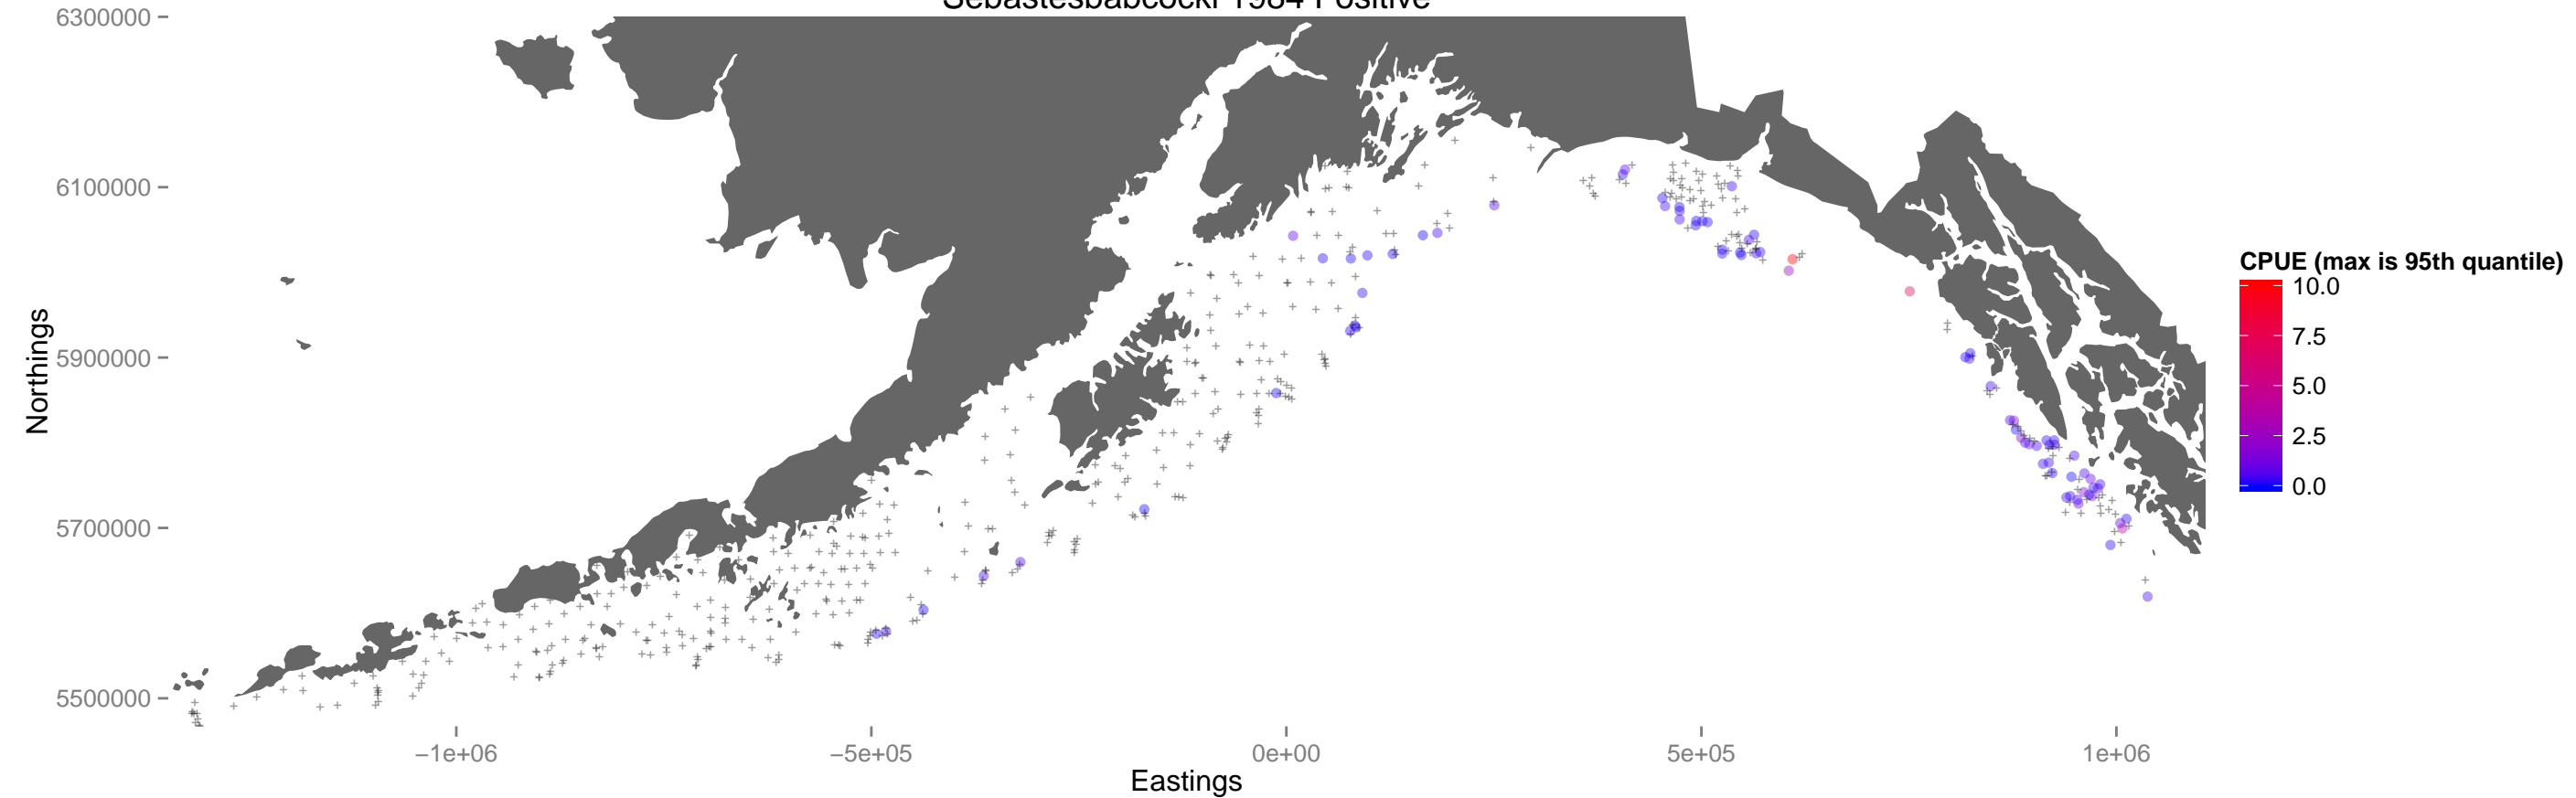 Sebastesbabcocki 1984 Positive
6300000
6100000
5900000
5700000
5500000
Northings
−1e+06
−5e+05
0e+00
5e+05
1e+06
Eastings
CPUE (max is 95th quantile)
10.0
7.5
5.0
2.5
0.0